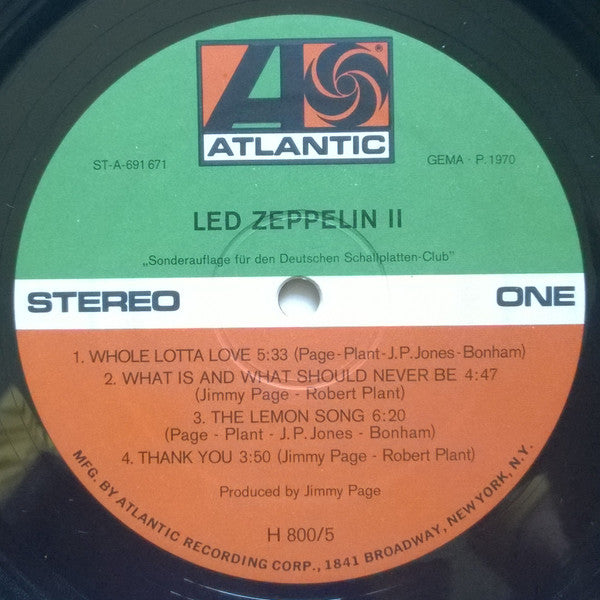 ATLANTIC
ST-A-691 671
GEMA · P. 1970
LED ZEPPELIN II
„Sonderauflage für den Deutschen Schallplatten-Club”
STEREO
ONE
1. WHOLE LOTTA LOVE 5:33 (Page - Plant - J.P. Jones - Bonham)
2. WHAT IS AND WHAT SHOULD NEVER BE 4:47
(Jimmy Page - Robert Plant)
3. THE LEMON SONG 6:20
(Page - Plant - J.P. Jones - Bonham)
4. THANK YOU 3:50 (Jimmy Page - Robert Plant)
Produced by Jimmy Page
H 800/5
MFG. BY ATLANTIC RECORDING CORP., 1841 BROADWAY, NEW YORK, N.Y.